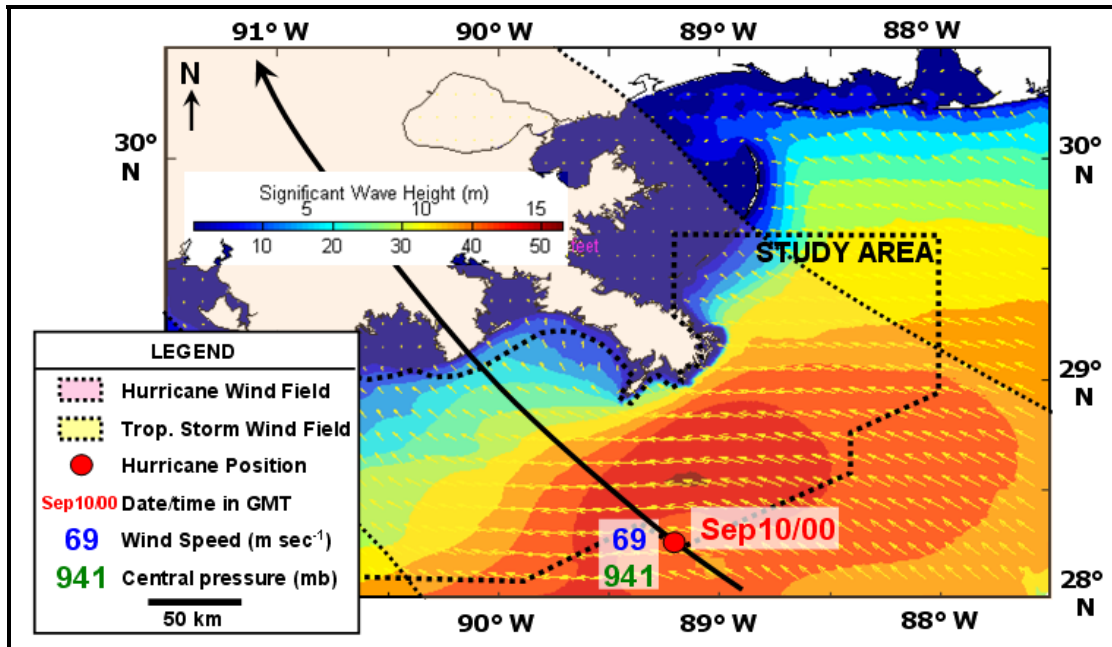 91° W 90° W 89° W 88° W
N
30°
N
30°
N
Significant Wave Height (m)
5 10 15
10 20 30 40 50 feet
STUDY AREA
LEGEND
Hurricane Wind Field
Trop. Storm Wind Field
Hurricane Position
Sep10/00 Date/time in GMT
69 Wind Speed (m sec⁻¹)
941 Central pressure (mb)
50 km
29°
N
69 Sep10/00
941
28°
N
90° W 89° W 88° W